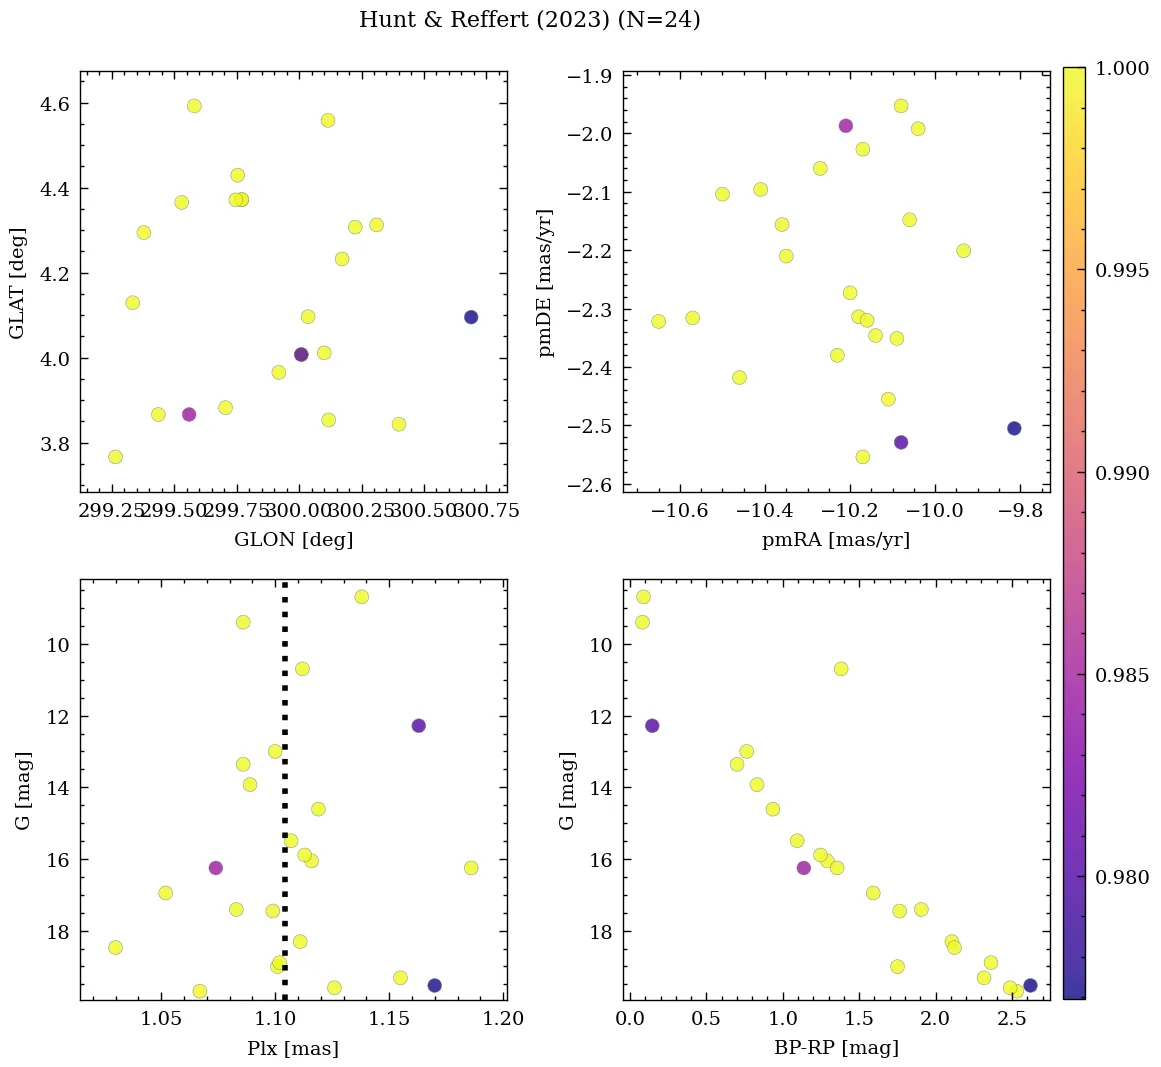 Hunt & Reffert (2023) (N=24)
4.6
4.4
4.2
4.0
3.8
GLAT [deg]
299.25 299.50 299.75 300.00 300.25 300.50 300.75
GLON [deg]
−1.9
−2.0
−2.1
−2.2
−2.3
−2.4
−2.5
−2.6
pmDE [mas/yr]
−10.6 −10.4 −10.2 −10.0 −9.8
pmRA [mas/yr]
10
12
14
16
18
G [mag]
1.05 1.10 1.15 1.20
Plx [mas]
10
12
14
16
18
G [mag]
0.0 0.5 1.0 1.5 2.0 2.5
BP-RP [mag]
1.000
0.995
0.990
0.985
0.980